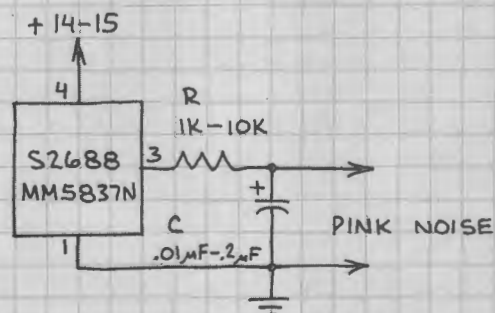 + 14-15
4
R
1K-10K
S2688
MM5837N
3
+
1
C
.01µF-.2µF
PINK NOISE